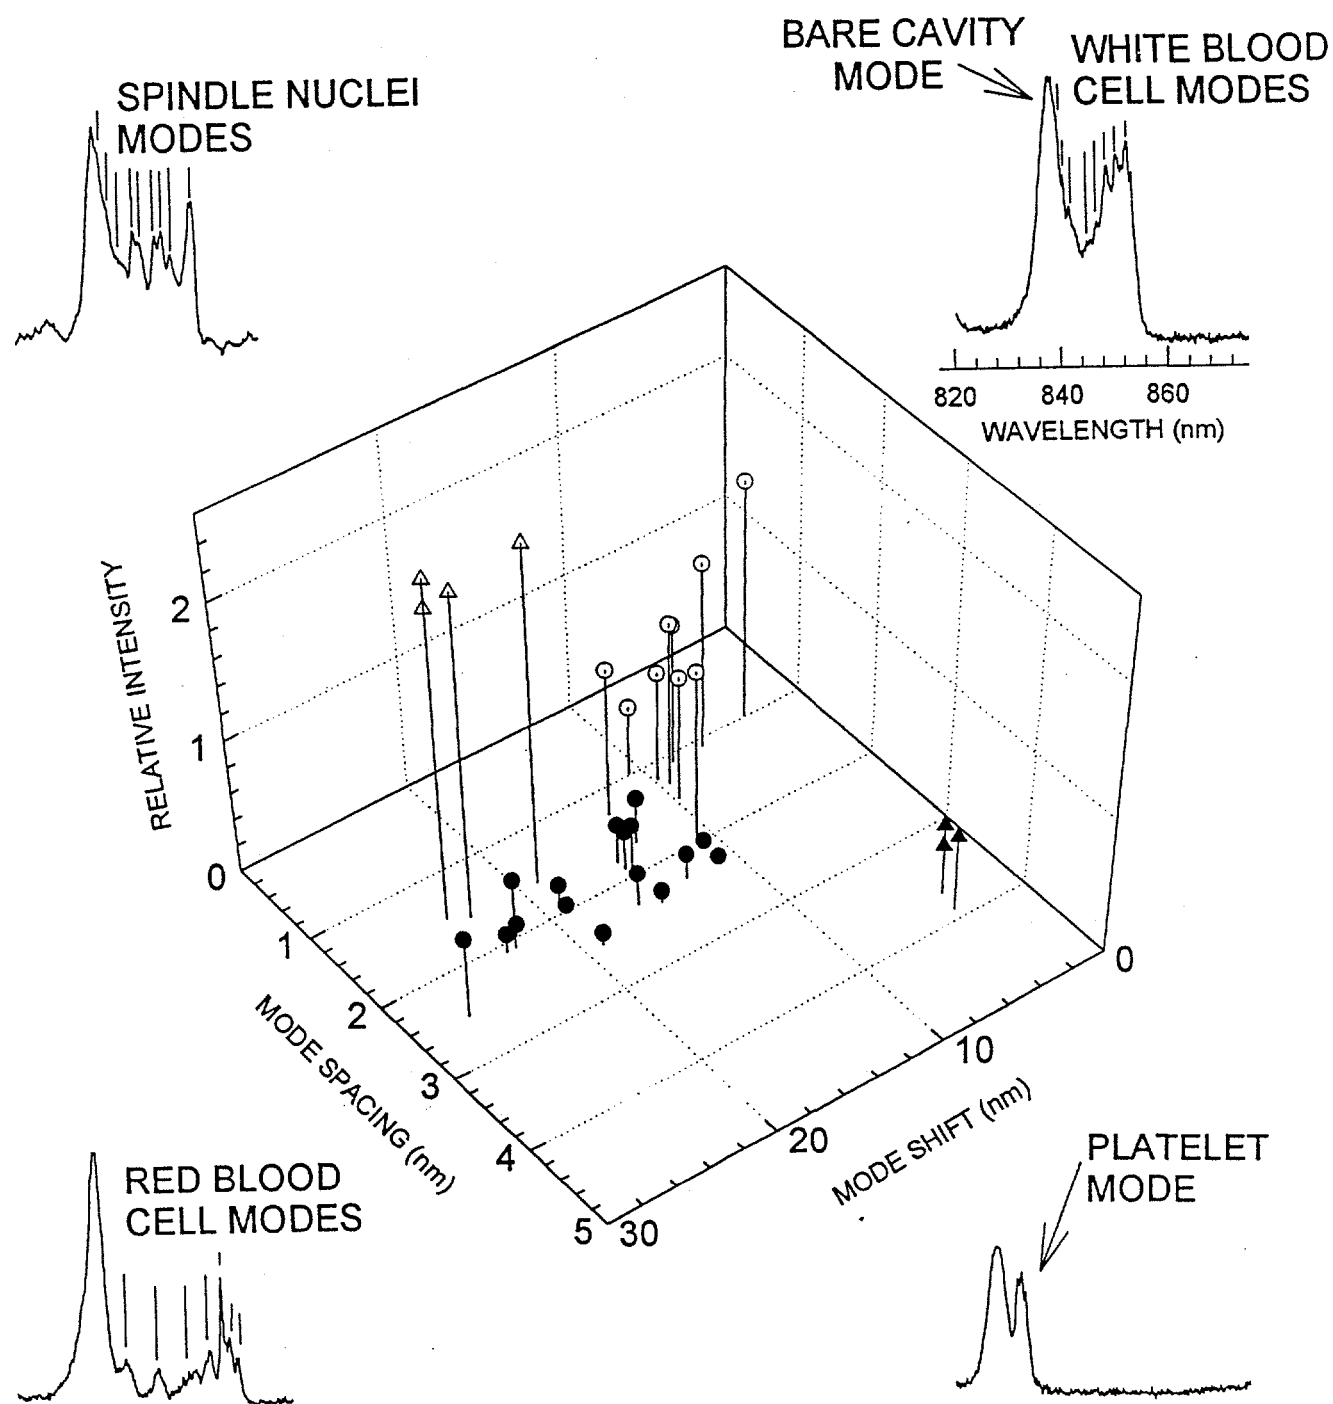 SPINDLE NUCLEI
MODES
BARE CAVITY
MODE
WHITE BLOOD
CELL MODES
820
840
860
WAVELENGTH (nm)
RELATIVE INTENSITY
2
1
0
1
2
3
4
5
MODE SPACING (nm)
30
20
10
0
MODE SHIFT (nm)
RED BLOOD
CELL MODES
PLATELET
MODE